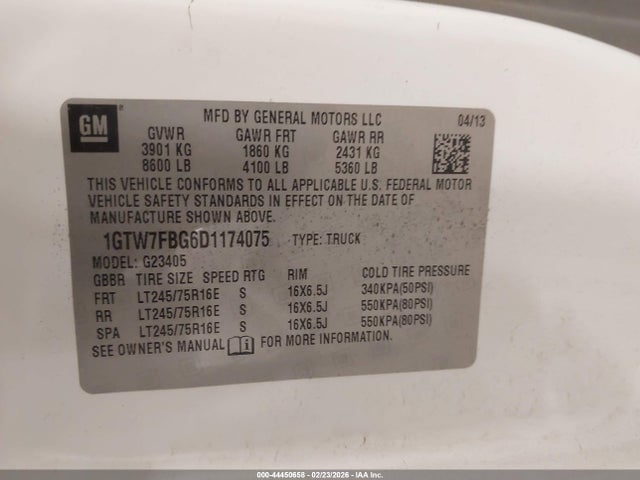 GM
MFD BY GENERAL MOTORS LLC 04/13
GVWR GAWR FRT GAWR RR
3901 KG 1860 KG 2431 KG
8600 LB 4100 LB 5360 LB
THIS VEHICLE CONFORMS TO ALL APPLICABLE U.S. FEDERAL MOTOR
VEHICLE SAFETY STANDARDS IN EFFECT ON THE DATE OF
MANUFACTURE SHOWN ABOVE.
1GTW7FBG6D1174075 TYPE: TRUCK
MODEL: G23405
GBBR TIRE SIZE SPEED RTG RIM COLD TIRE PRESSURE
FRT LT245/75R16E S 16X6.5J 340KPA(50PSI)
RR LT245/75R16E S 16X6.5J 550KPA(80PSI)
SPA LT245/75R16E S 16X6.5J 550KPA(80PSI)
SEE OWNER'S MANUAL i FOR MORE INFORMATION.
000-44450658 - 02/23/2026 - IAA Inc.